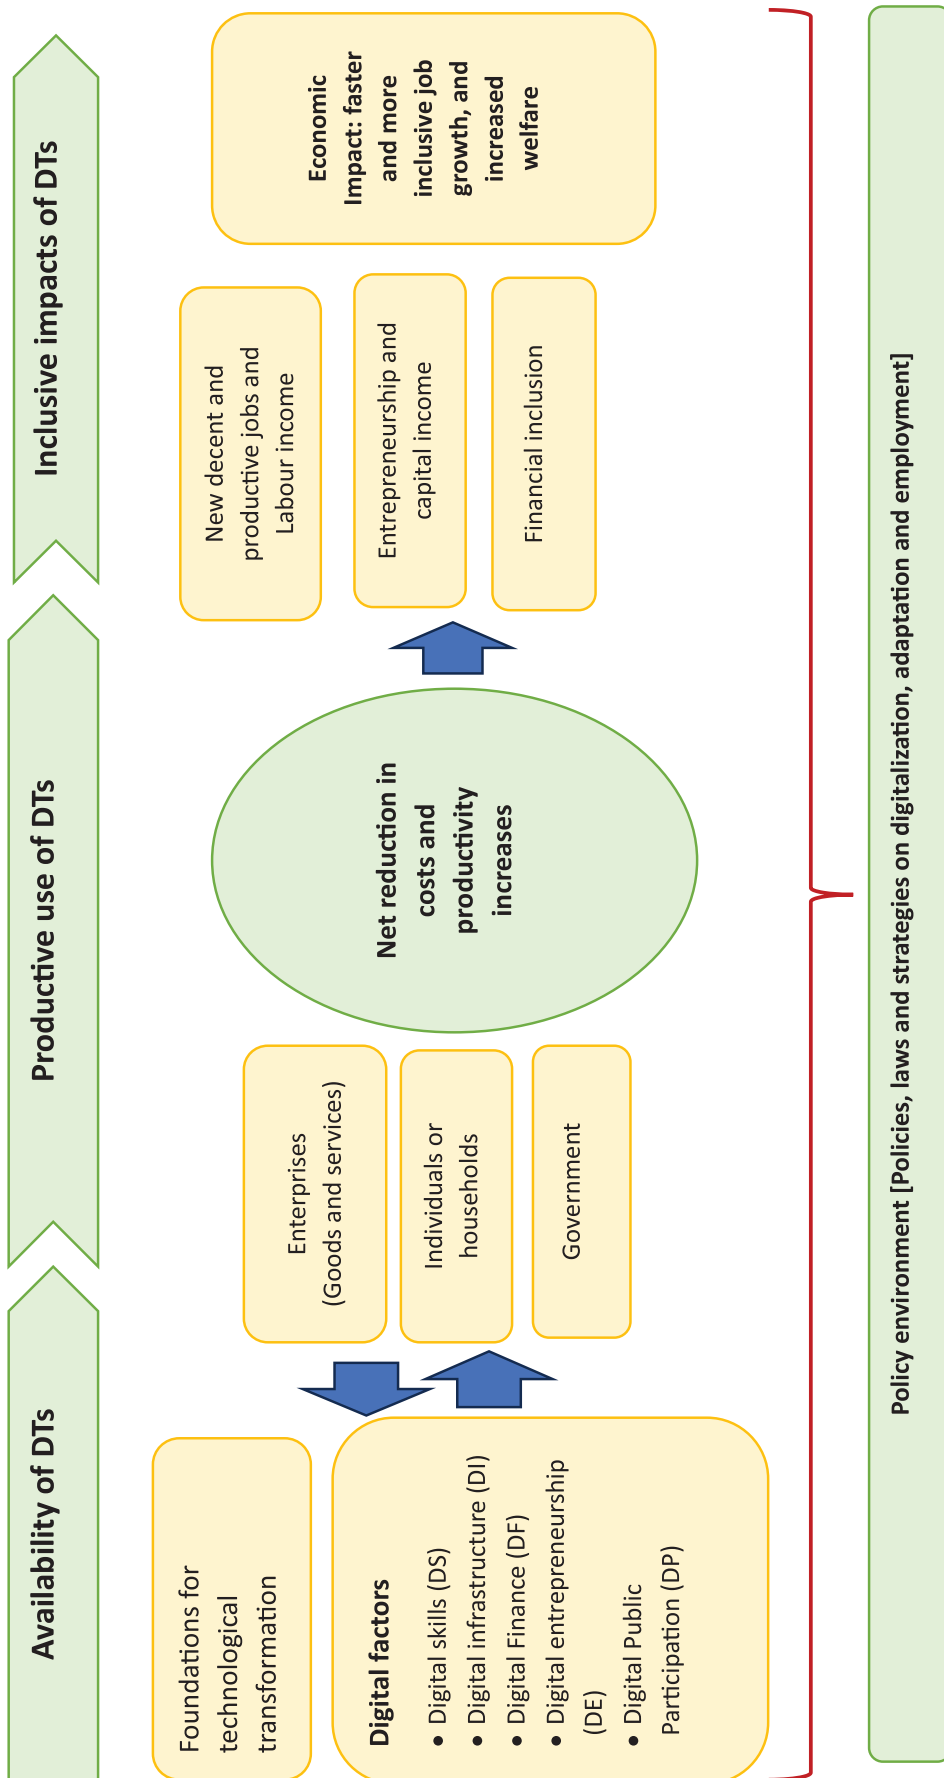 Availability of DTs
Productive use of DTs
Inclusive impacts of DTs
Foundations for
technological
transformation
Digital factors
• Digital skills (DS)
• Digital infrastructure (DI)
• Digital Finance (DF)
• Digital entrepreneurship
(DE)
• Digital Public
Participation (DP)
Enterprises
(Goods and services)
Individuals or
households
Government
Net reduction in
costs and
productivity
increases
New decent and
productive jobs and
Labour income
Entrepreneurship and
capital income
Financial inclusion
Economic
Impact: faster
and more
inclusive job
growth, and
increased
welfare
Policy environment [Policies, laws and strategies on digitalization, adaptation and employment]